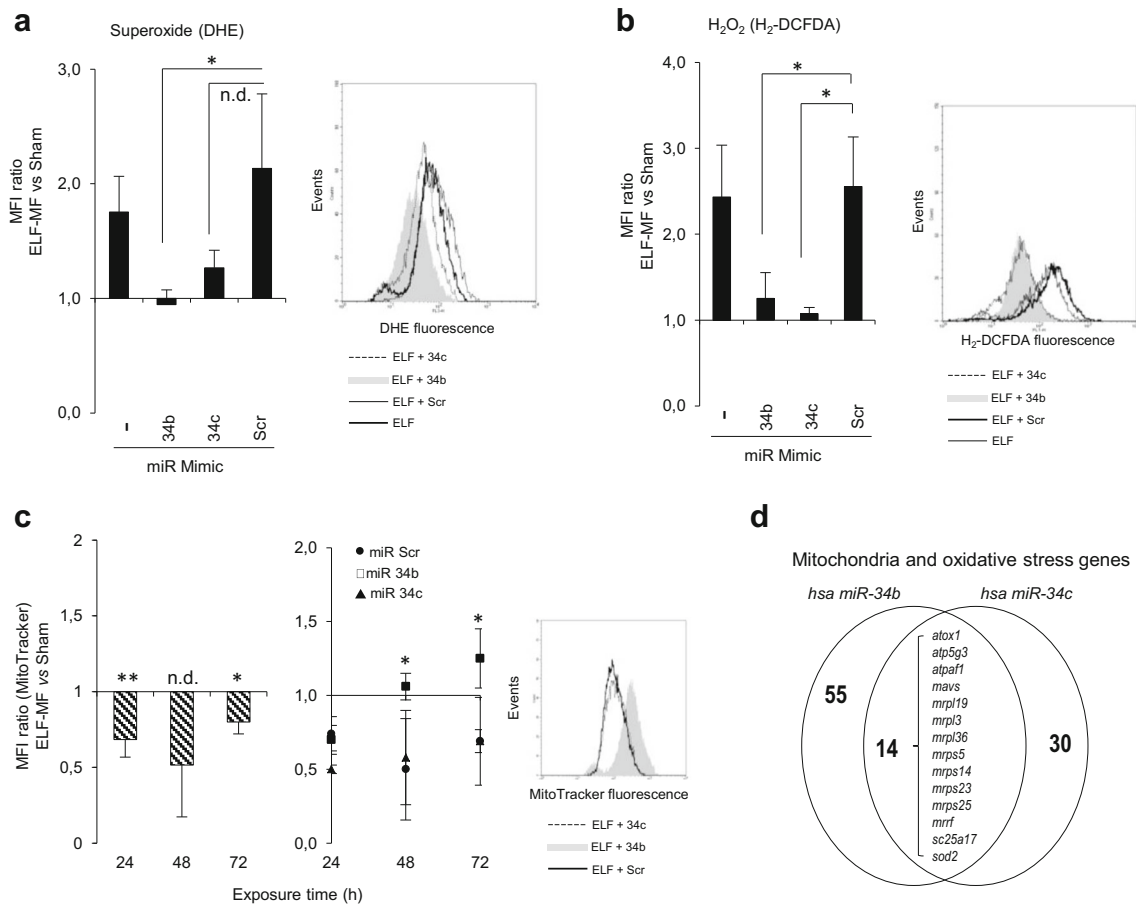 a
Superoxide (DHE)
3,0
2,0
1,0
0,0
MFI ratio
ELF-MF vs Sham
*
n.d.
–
34b
34c
Scr
miR Mimic
Events
DHE fluorescence
ELF + 34c
ELF + 34b
ELF + Scr
ELF
b
H₂O₂ (H₂-DCFDA)
4,0
3,0
2,0
1,0
0,0
MFI ratio
ELF-MF vs Sham
*
*
–
34b
34c
Scr
miR Mimic
Events
H₂-DCFDA fluorescence
ELF + 34c
ELF + 34b
ELF + Scr
ELF
c
MFI ratio (MitoTracker)
ELF-MF vs Sham
2
1,5
1
0,5
0
**
n.d.
*
24
48
72
2,0
1,5
1,0
0,5
0,0
miR Scr
miR 34b
miR 34c
*
*
24
48
72
Exposure time (h)
Events
MitoTracker fluorescence
ELF + 34c
ELF + 34b
ELF + Scr
d
Mitochondria and oxidative stress genes
hsa miR-34b
hsa miR-34c
55
14
30
atox1
atp5g3
atpaf1
mavs
mrpl19
mrpl3
mrpl36
mrps5
mrps14
mrps23
mrps25
mrrf
sc25a17
sod2